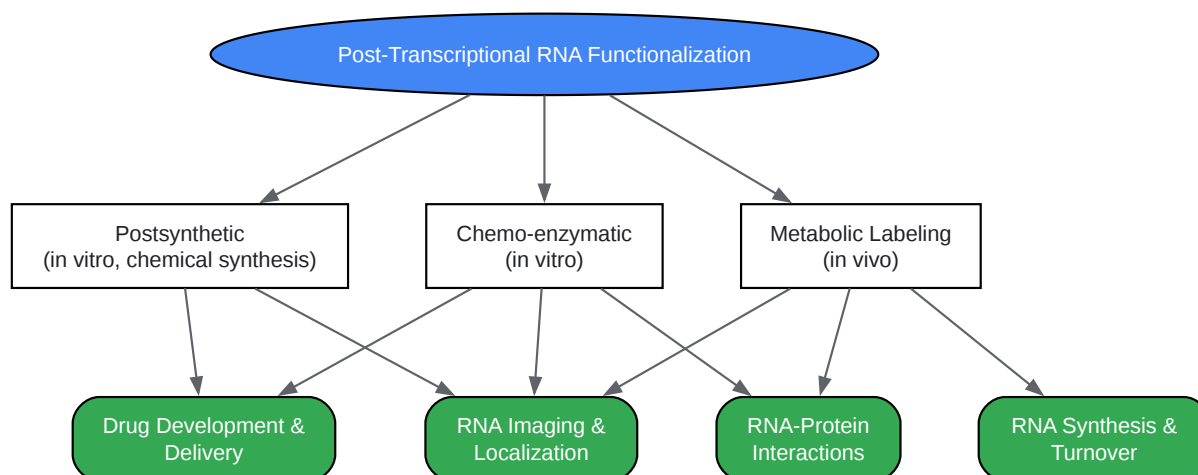 Post-Transcriptional RNA Functionalization
Postsynthetic
(in vitro, chemical synthesis)
Chemo-enzymatic
(in vitro)
Metabolic Labeling
(in vivo)
Drug Development &
Delivery
RNA Imaging &
Localization
RNA-Protein
Interactions
RNA Synthesis &
Turnover